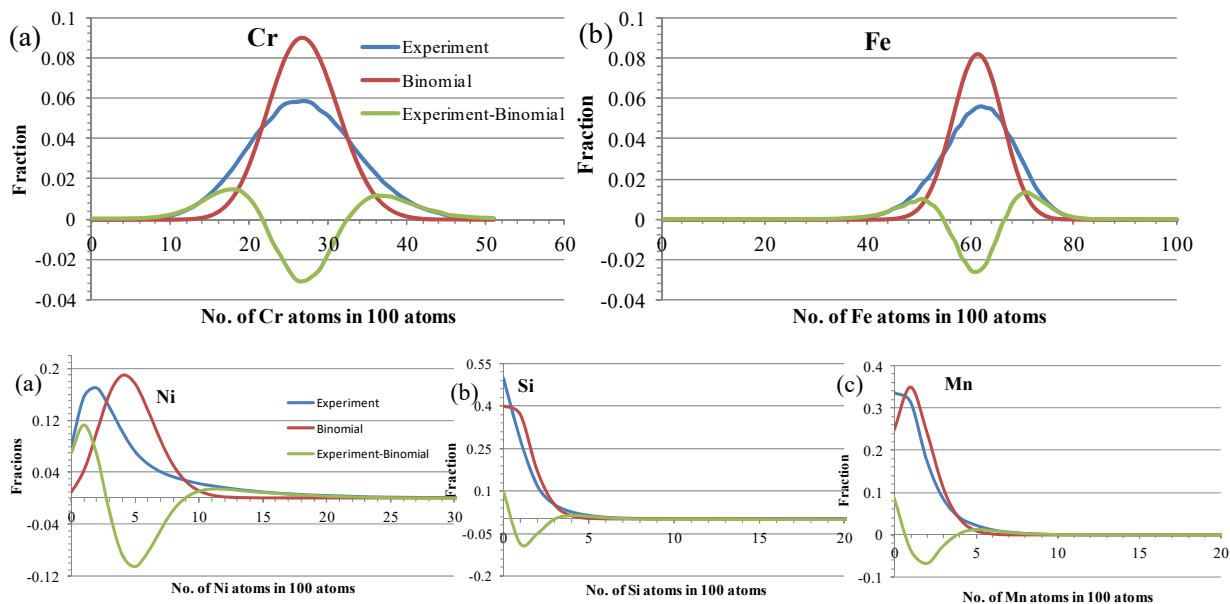 (a)
Cr
Experiment
Binomial
Experiment-Binomial
0.1
0.08
0.06
0.04
0.02
0
-0.02
-0.04
Fraction
0 10 20 30 40 50 60
No. of Cr atoms in 100 atoms
(b)
Fe
0.1
0.08
0.06
0.04
0.02
0
-0.02
-0.04
Fraction
0 20 40 60 80 100
No. of Fe atoms in 100 atoms
(a)
Ni
Experiment
Binomial
Experiment-Binomial
0.2
0.12
0.04
-0.04
-0.12
Fracions
0 5 10 15 20 25 30
No. of Ni atoms in 100 atoms
(b)
Si
0.55
0.4
0.25
0.1
-0.05
-0.2
Fraction
0 5 10 15 20
No. of Si atoms in 100 atoms
(c)
Mn
0.4
0.3
0.2
0.1
0
-0.1
Fraction
0 5 10 15 20
No. of Mn atoms in 100 atoms